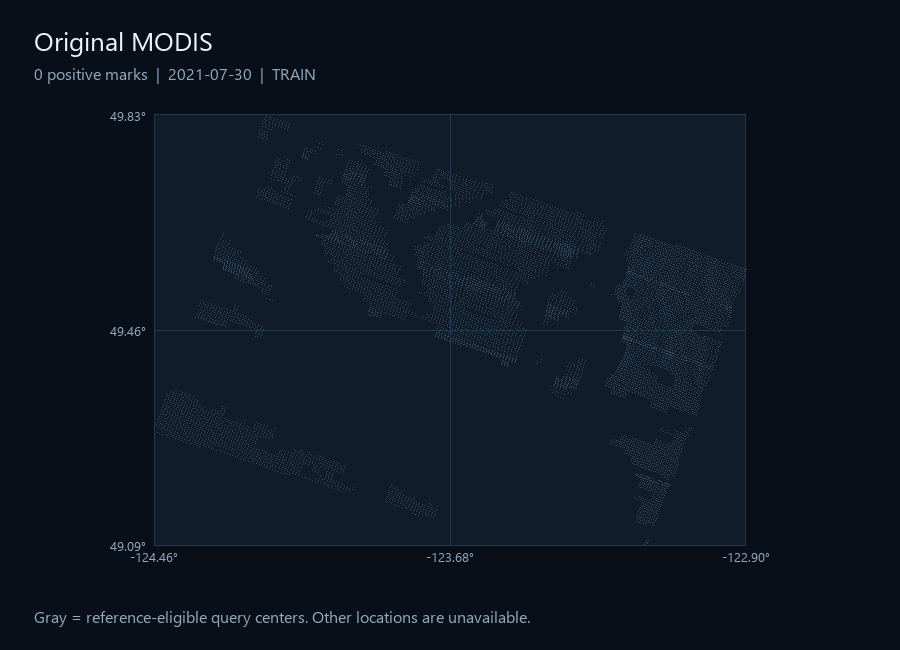 Original MODIS
0 positive marks | 2021-07-30 | TRAIN
49.83°
49.46°
49.09°
-124.46°
-123.68°
-122.90°
Gray = reference-eligible query centers. Other locations are unavailable.